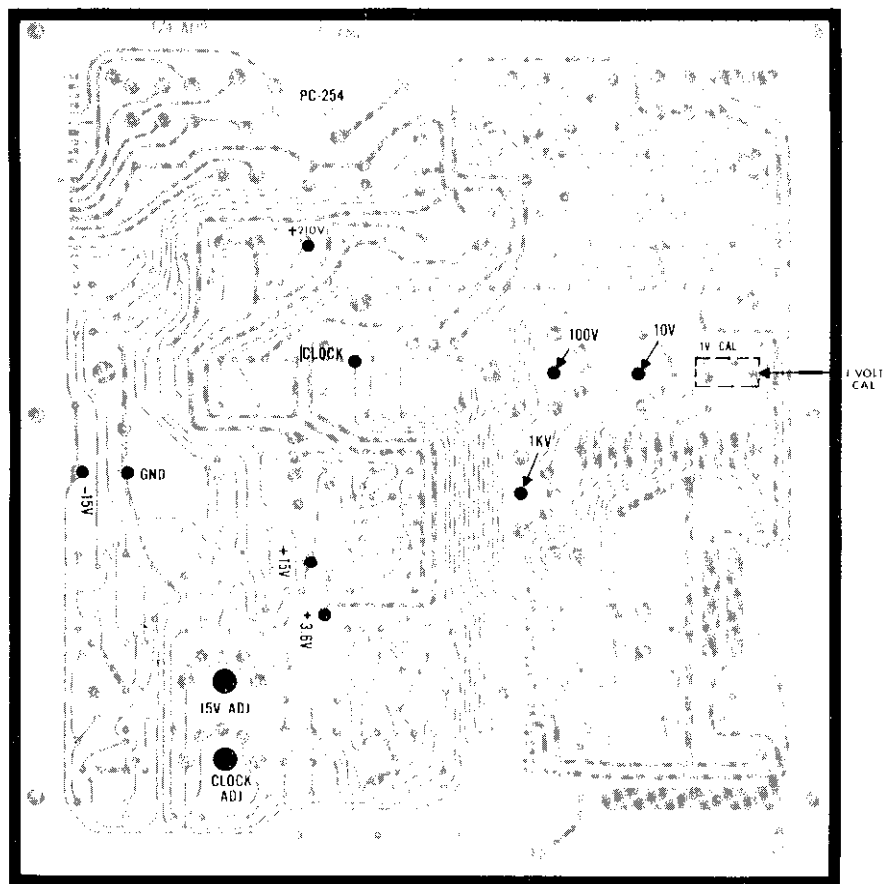 PC-254
+210V
CLOCK
100V
10V
1V CAL
1 VOLT
CAL
1KV
-15V
GND
+15V
+ 3.6V
15V ADJ
CLOCK
ADJ